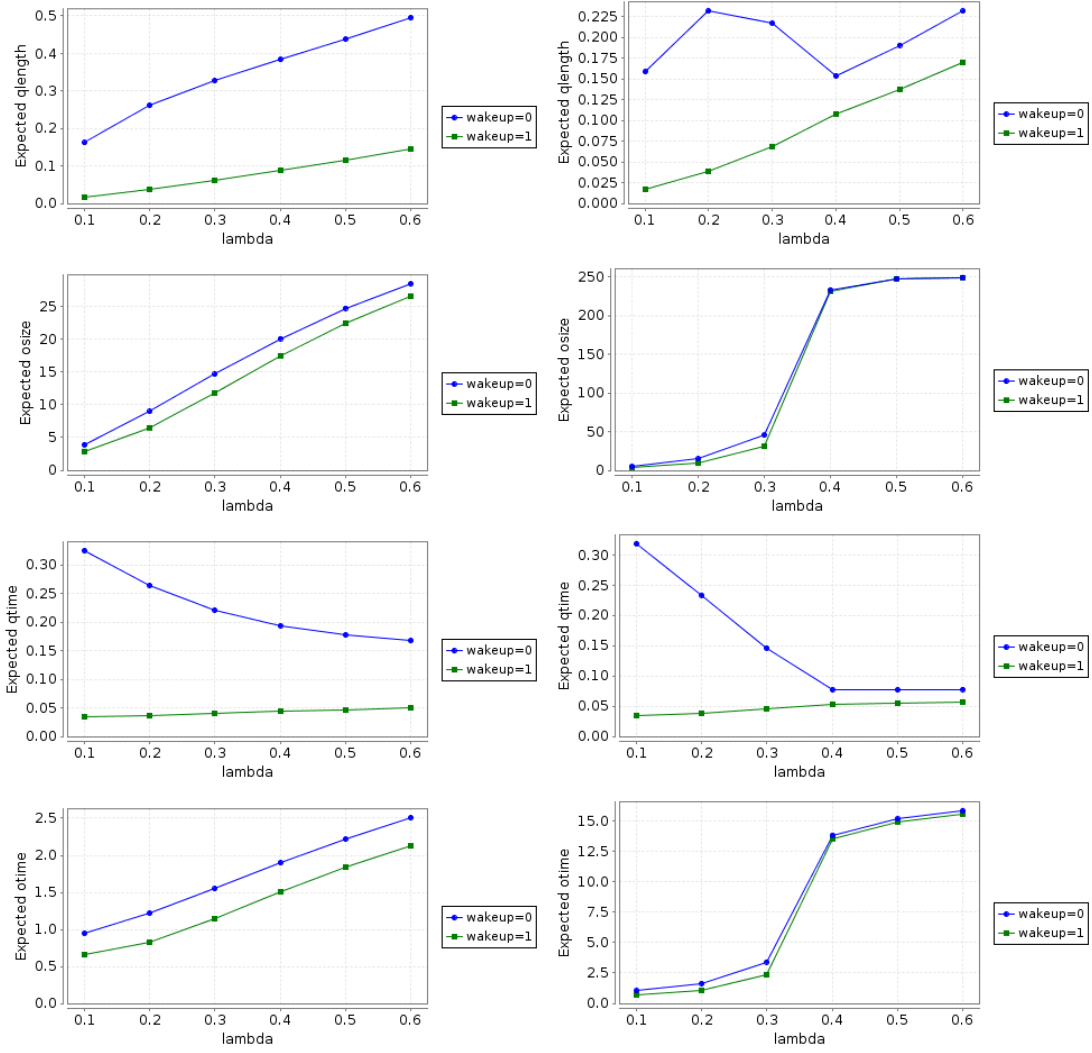 0.5
0.4
0.3
0.2
0.1
0.0
Expected qlength
0.1 0.2 0.3 0.4 0.5 0.6
lambda
wakeup=0
wakeup=1
0.225
0.200
0.175
0.150
0.125
0.100
0.075
0.050
0.025
0.000
Expected qlength
0.1 0.2 0.3 0.4 0.5 0.6
lambda
wakeup=0
wakeup=1
25
20
15
10
5
0
Expected osize
0.1 0.2 0.3 0.4 0.5 0.6
lambda
wakeup=0
wakeup=1
250
200
150
100
50
0
Expected osize
0.1 0.2 0.3 0.4 0.5 0.6
lambda
wakeup=0
wakeup=1
0.30
0.25
0.20
0.15
0.10
0.05
0.00
Expected qtime
0.1 0.2 0.3 0.4 0.5 0.6
lambda
wakeup=0
wakeup=1
0.30
0.25
0.20
0.15
0.10
0.05
0.00
Expected qtime
0.1 0.2 0.3 0.4 0.5 0.6
lambda
wakeup=0
wakeup=1
2.5
2.0
1.5
1.0
0.5
0.0
Expected otime
0.1 0.2 0.3 0.4 0.5 0.6
lambda
wakeup=0
wakeup=1
15.0
12.5
10.0
7.5
5.0
2.5
0.0
Expected otime
0.1 0.2 0.3 0.4 0.5 0.6
lambda
wakeup=0
wakeup=1